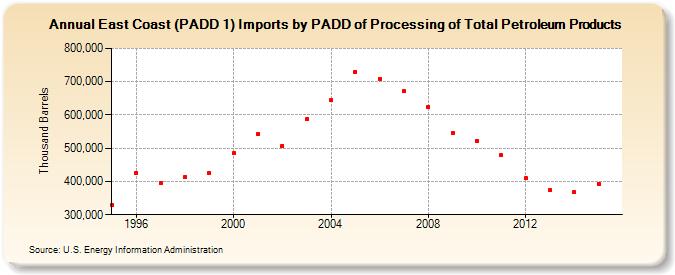 Annual East Coast (PADD 1) Imports by PADD of Processing of Total Petroleum Products
Thousand Barrels
800,000
700,000
600,000
500,000
400,000
300,000
1996 2000 2004 2008 2012
Source: U.S. Energy Information Administration